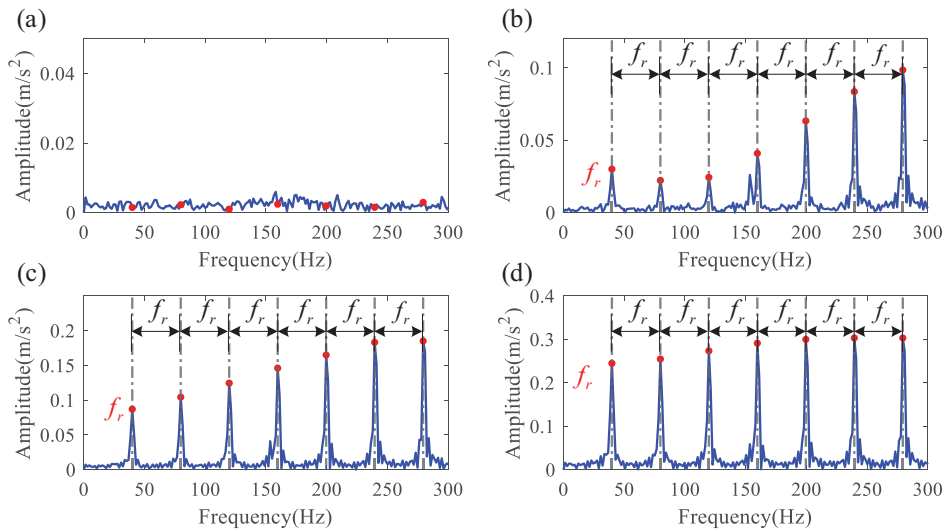 (a)
Amplitude(m/s²)
0.04
0.02
0
0 50 100 150 200 250 300
Frequency(Hz)
(b)
Amplitude(m/s²)
f_r f_r f_r f_r f_r f_r
0.1
0.05
f_r
0
0 50 100 150 200 250 300
Frequency(Hz)
(c)
Amplitude(m/s²)
f_r f_r f_r f_r f_r f_r
0.2
0.15
0.1
f_r
0.05
0
0 50 100 150 200 250 300
Frequency(Hz)
(d)
Amplitude(m/s²)
0.4
f_r f_r f_r f_r f_r f_r
0.3
f_r
0.2
0.1
0
0 50 100 150 200 250 300
Frequency(Hz)